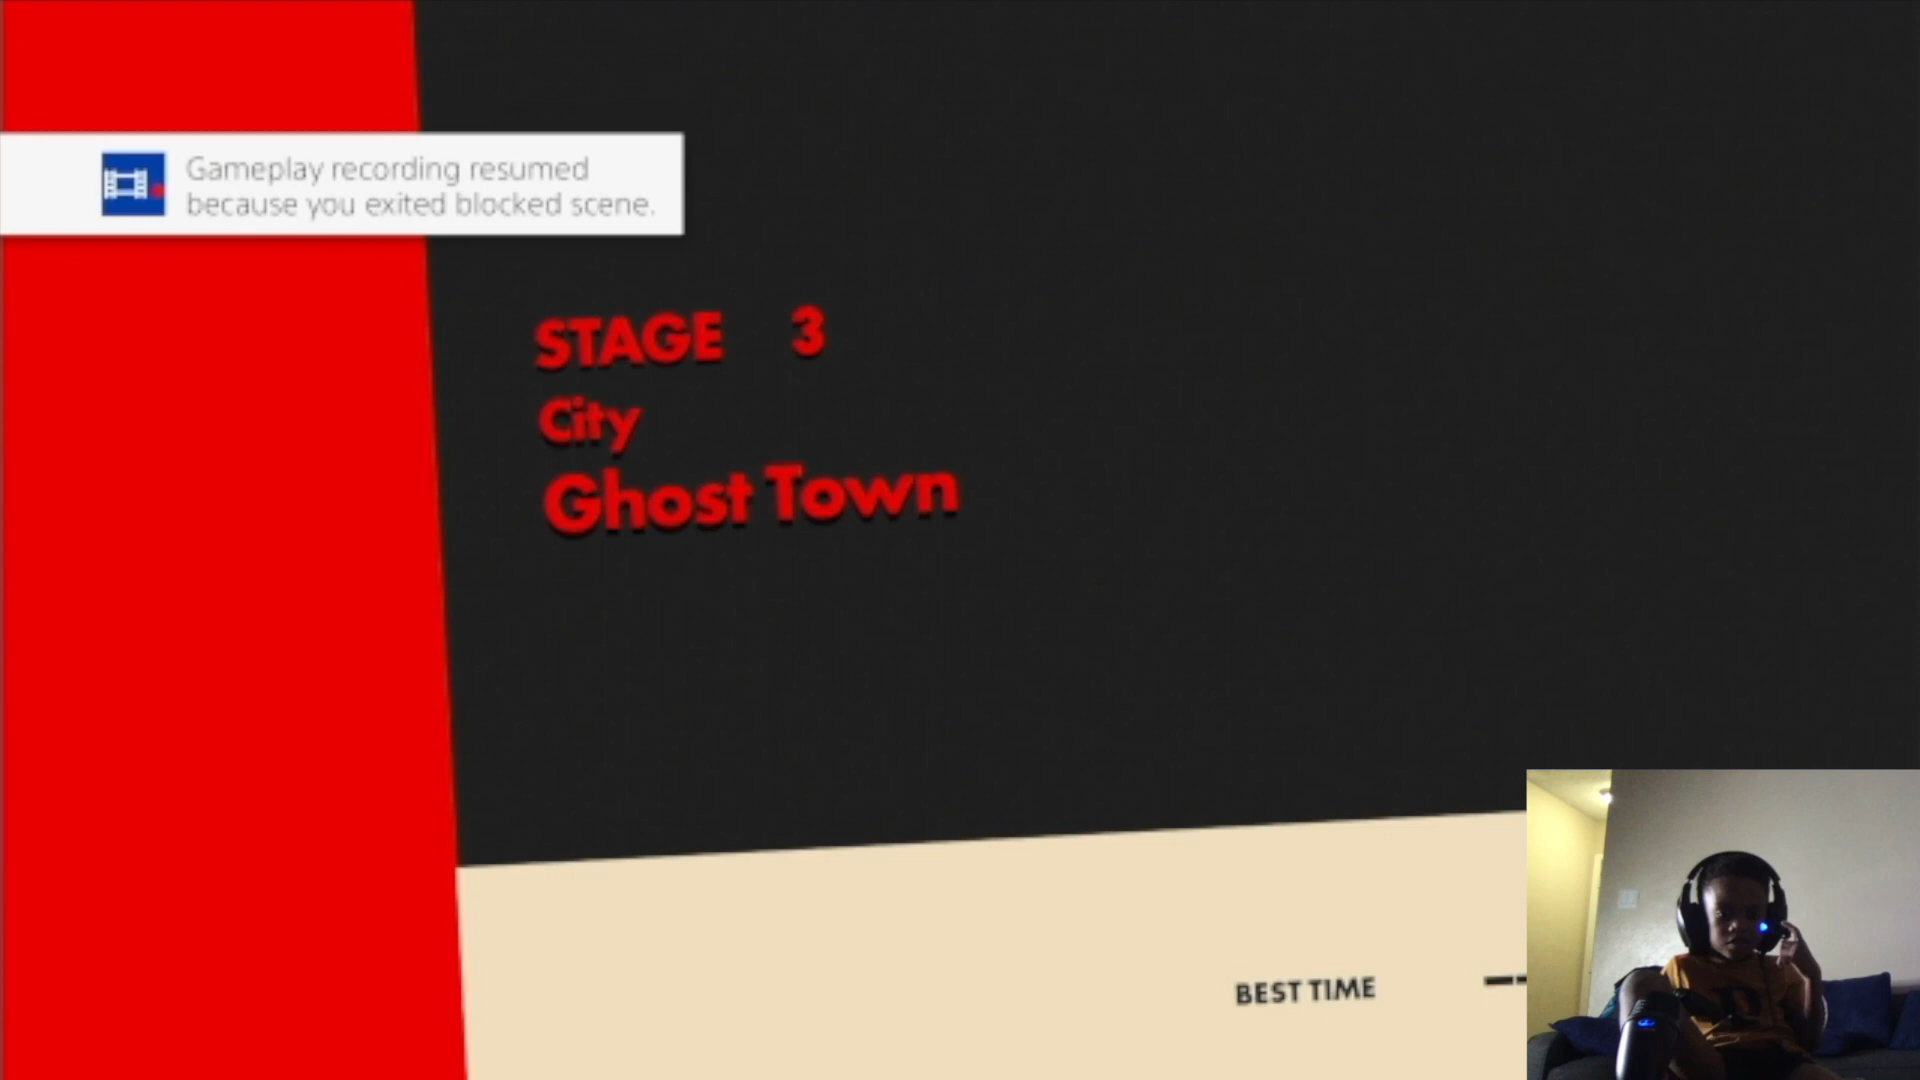 Gameplay recording resumed
because you exited blocked scene.
STAGE 3
City
Ghost Town
BEST TIME